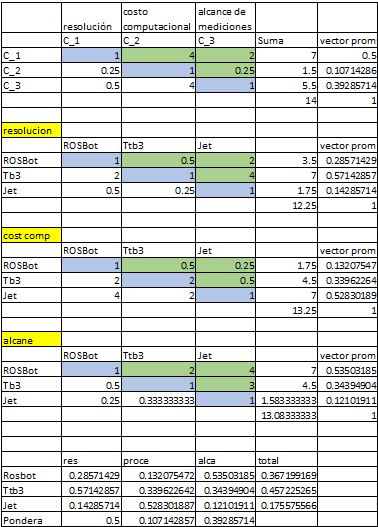 resolución costo computacional alcance de mediciones
C_1 C_2 C_3 Suma vector prom
C_1 1 4 2 7 0.5
C_2 0.25 1 0.25 1.5 0.10714286
C_3 0.5 4 1 5.5 0.39285714
14 1
resolucion
ROSBot Ttb3 Jet vector prom
ROSBot 1 0.5 2 3.5 0.28571429
Tb3 2 1 4 7 0.57142857
Jet 0.5 0.25 1 1.75 0.14285714
12.25 1
cost comp
ROSBot Ttb3 Jet vector prom
ROSBot 1 0.5 0.25 1.75 0.13207547
Tb3 2 2 0.5 4.5 0.33962264
Jet 4 2 1 7 0.52830189
13.25 1
alcane
ROSBot Ttb3 Jet vector prom
ROSBot 1 2 4 7 0.53503185
Tb3 0.5 1 3 4.5 0.34394904
Jet 0.25 0.333333333 1 1.583333333 0.12101911
13.08333333 1
res proce alca total
Rosbot 0.28571429 0.132075472 0.53503185 0.367199169
Ttb3 0.57142857 0.339622642 0.34394904 0.457225265
Jet 0.14285714 0.528301887 0.12101911 0.175575566
Pondera 0.5 0.107142857 0.39285714